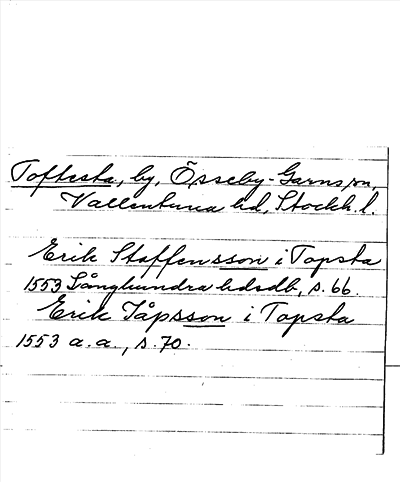 Toftesta, by, Össeby-Garns sn,
Vallentuna hd, Stockh. l.
Erik Staffensson i Topsta
1553 Långhundra hdsdb, s. 66.
Erik Jåpsson i Topsta
1553 a. a., s. 70.